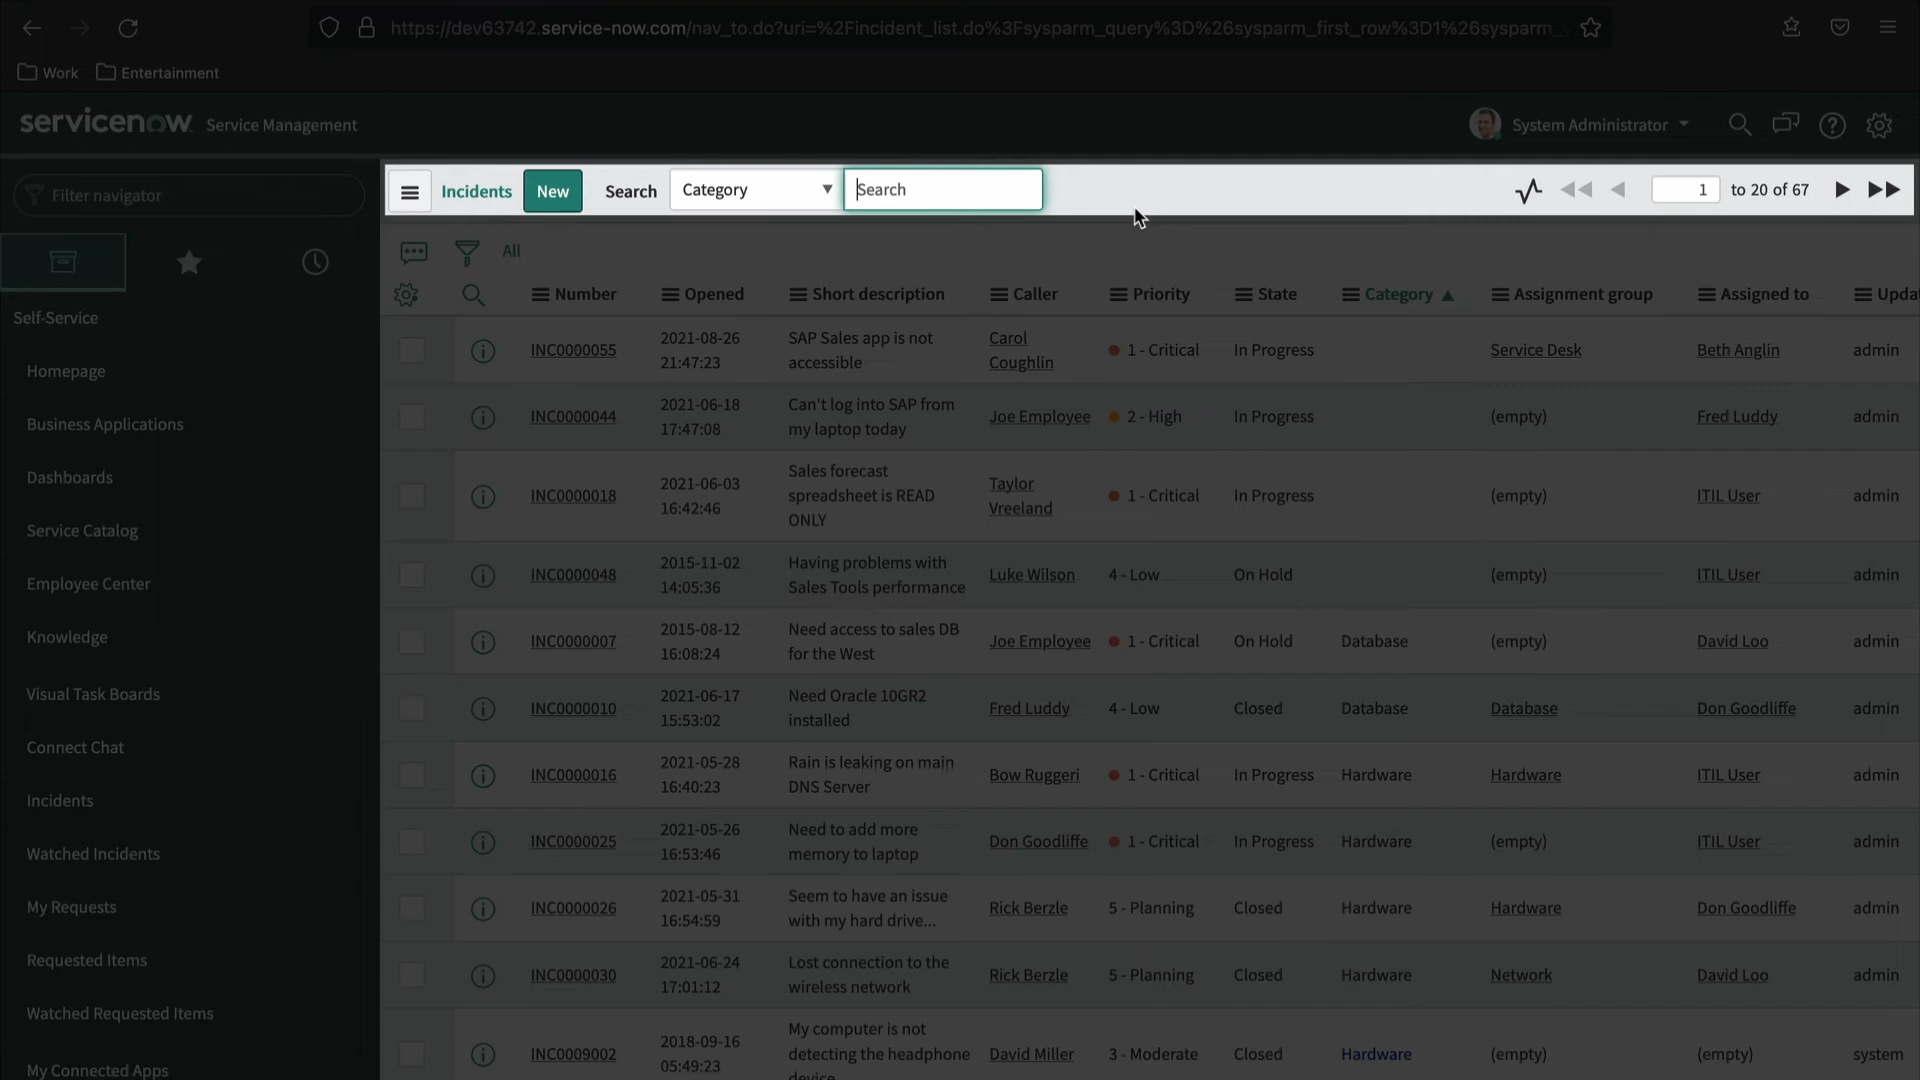 https://dev63742.service-now.com/nav_to.do?uri=%2Fincident_list.do%3Fsysparm_query%3D%26sysparm_first_row%3D1%26sysparm_
Work Entertainment
servicenow Service Management System Administrator
Incidents New Search Category Search 1 to 20 of 67
Filter navigator
All
Number Opened Short description Caller Priority State Category Assignment group Assigned to Updat
Self-Service
Homepage
Business Applications
Dashboards
Service Catalog
Employee Center
Knowledge
Visual Task Boards
Connect Chat
Incidents
Watched Incidents
My Requests
Requested Items
Watched Requested Items
My Connected Apps
INC0000055 2021-08-26 21:47:23 SAP Sales app is not accessible Carol Coughlin 1 - Critical In Progress Service Desk Beth Anglin admin
INC0000044 2021-06-18 17:47:08 Can't log into SAP from my laptop today Joe Employee 2 - High In Progress (empty) Fred Luddy admin
INC0000018 2021-06-03 16:42:46 Sales forecast spreadsheet is READ ONLY Taylor Vreeland 1 - Critical In Progress (empty) ITIL User admin
INC0000048 2015-11-02 14:05:36 Having problems with Sales Tools performance Luke Wilson 4 - Low On Hold (empty) ITIL User admin
INC0000007 2015-08-12 16:08:24 Need access to sales DB for the West Joe Employee 1 - Critical On Hold Database (empty) David Loo admin
INC0000010 2021-06-17 15:53:02 Need Oracle 10GR2 installed Fred Luddy 4 - Low Closed Database Database Don Goodliffe admin
INC0000016 2021-05-28 16:40:23 Rain is leaking on main DNS Server Bow Ruggeri 1 - Critical In Progress Hardware Hardware ITIL User admin
INC0000025 2021-05-26 16:53:46 Need to add more memory to laptop Don Goodliffe 1 - Critical In Progress Hardware (empty) ITIL User admin
INC0000026 2021-05-31 16:54:59 Seem to have an issue with my hard drive... Rick Berzle 5 - Planning Closed Hardware Hardware Don Goodliffe admin
INC0000030 2021-06-24 17:01:12 Lost connection to the wireless network Rick Berzle 5 - Planning Closed Hardware Network David Loo admin
INC0009002 2018-09-16 05:49:23 My computer is not detecting the headphone device David Miller 3 - Moderate Closed Hardware (empty) (empty) system